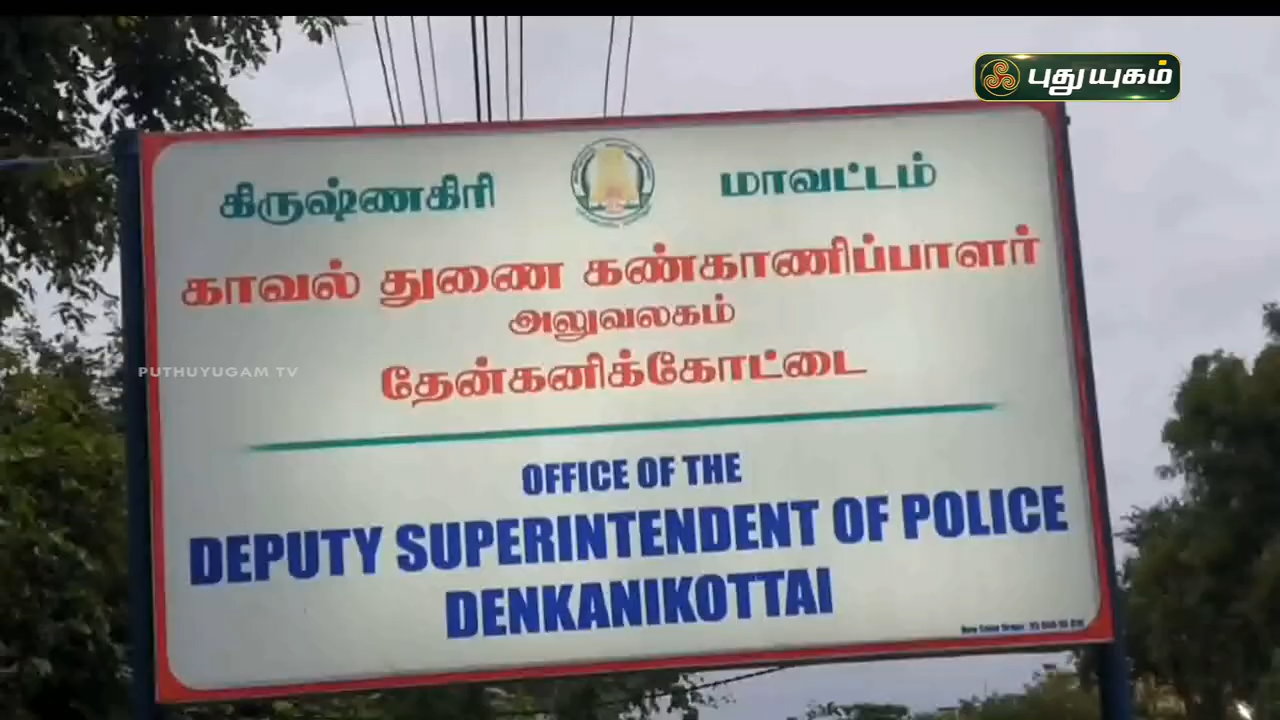 புதுயுகம்
கிருஷ்ணகிரி மாவட்டம்
காவல் துணை கண்காணிப்பாளர்
அலுவலகம்
PUTHUYUGAM TV
தேன்கனிக்கோட்டை
OFFICE OF THE
DEPUTY SUPERINTENDENT OF POLICE
DENKANIKOTTAI